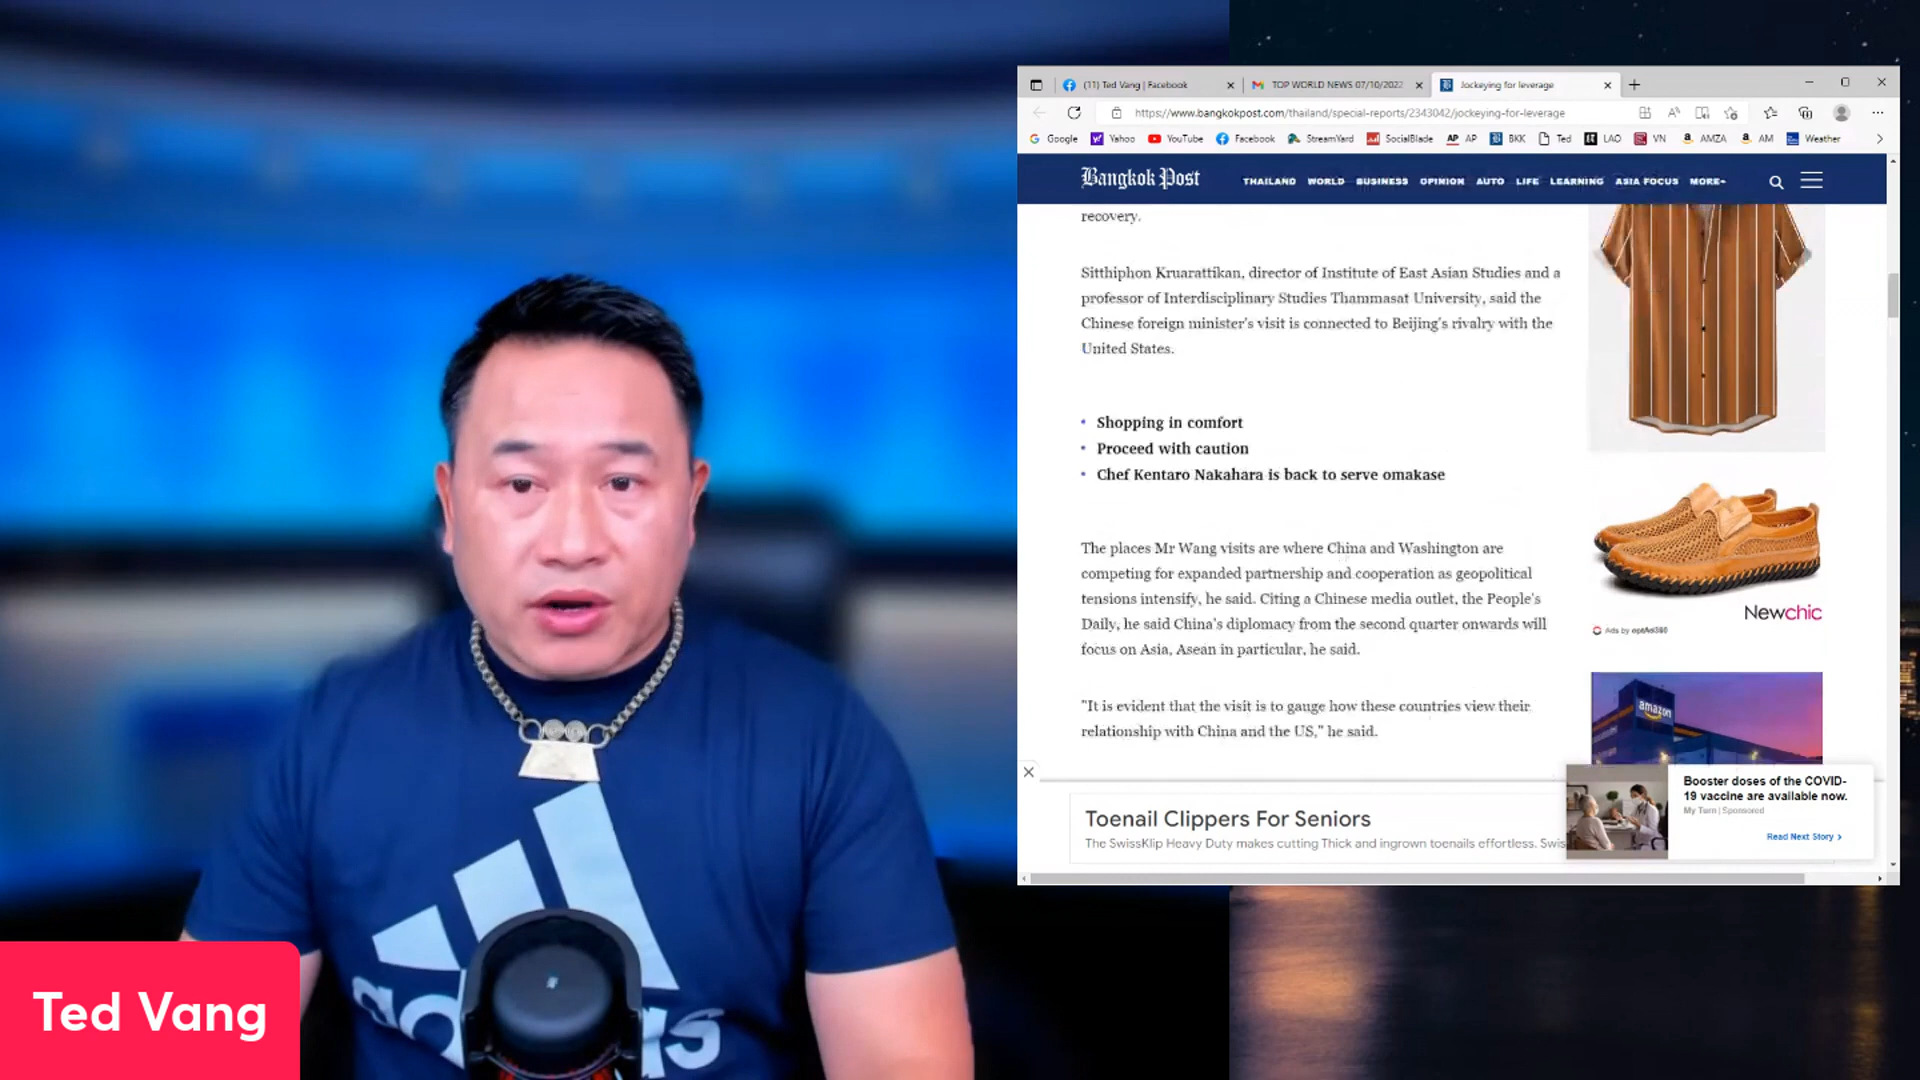 (11) Ted Vang | Facebook
TOP WORLD NEWS 07/10/2022
Jockeying for leverage
https://www.bangkokpost.com/thailand/special-reports/2343042/jockeying-for-leverage
Google Yahoo YouTube Facebook StreamYard SocialBlade AP AP BKK Ted LAO VN AMZA AM Weather
Bangkok Post
THAILAND WORLD BUSINESS OPINION AUTO LIFE LEARNING ASIA FOCUS MORE+
recovery.
Sitthiphon Kruarattikan, director of Institute of East Asian Studies and a
professor of Interdisciplinary Studies Thammasat University, said the
Chinese foreign minister's visit is connected to Beijing's rivalry with the
United States.
• Shopping in comfort
• Proceed with caution
• Chef Kentaro Nakahara is back to serve omakase
The places Mr Wang visits are where China and Washington are
competing for expanded partnership and cooperation as geopolitical
tensions intensify, he said. Citing a Chinese media outlet, the People's
Daily, he said China's diplomacy from the second quarter onwards will
focus on Asia, Asean in particular, he said.
"It is evident that the visit is to gauge how these countries view their
relationship with China and the US," he said.
Newchic
Ads by optAd360
amazon
Booster doses of the COVID-
19 vaccine are available now.
My Turn | Sponsored
Read Next Story >
Toenail Clippers For Seniors
The SwissKlip Heavy Duty makes cutting Thick and ingrown toenails effortless. Swis
adidas
Ted Vang